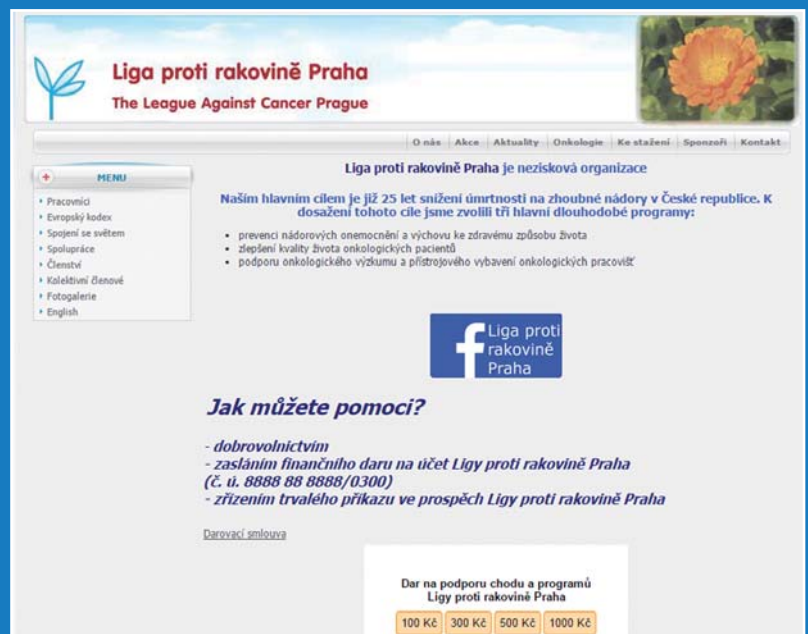 Liga proti rakovině Praha
The League Against Cancer Prague
O nás Akce Aktuality Onkologie Ke stažení Sponzoři Kontakt
MENU
Pracovníci
Evropský kodex
Spojení se světem
Spolupráce
Členství
Kolektivní členové
Fotogalerie
English
Liga proti rakovině Praha je nezisková organizace
Naším hlavním cílem je již 25 let snížení úmrtnosti na zhoubné nádory v České republice. K
dosažení tohoto cíle jsme zvolili tři hlavní dlouhodobé programy:
prevenci nádorových onemocnění a výchovu ke zdravému způsobu života
zlepšení kvality života onkologických pacientů
podporu onkologického výzkumu a přístrojového vybavení onkologických pracovišť
Liga proti
rakovině
Praha
Jak můžete pomoci?
- dobrovolnictvím
- zasláním finančního daru na účet Ligy proti rakovině Praha
(č. ú. 8888 88 8888/0300)
- zřízením trvalého příkazu ve prospěch Ligy proti rakovině Praha
Darovací smlouva
Dar na podporu chodu a programů
Ligy proti rakovině Praha
100 Kč 300 Kč 500 Kč 1000 Kč